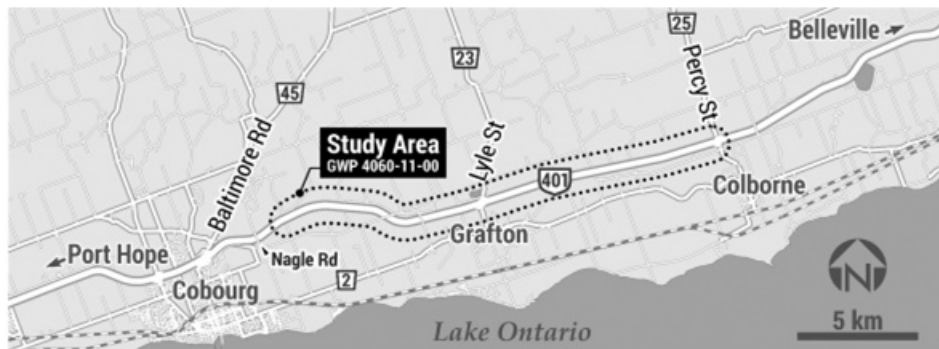 25
Belleville
23
45
Percy St
Baltimore Rd
Study Area
GWP 4060-11-00
Lyle St
401
Colborne
Port Hope
Nagle Rd
Grafton
2
Cobourg
N
Lake Ontario
5 km